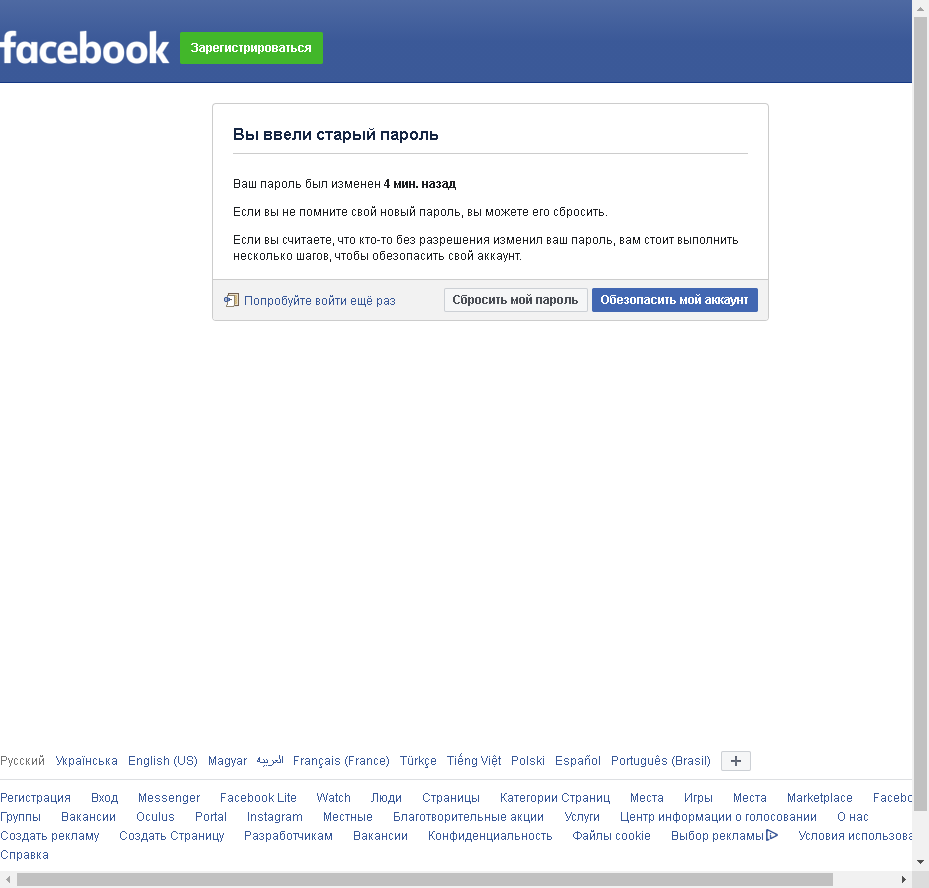 facebook
Зарегистрироваться
Вы ввели старый пароль
Ваш пароль был изменен 4 мин. назад
Если вы не помните свой новый пароль, вы можете его сбросить.
Если вы считаете, что кто-то без разрешения изменил ваш пароль, вам стоит выполнить
несколько шагов, чтобы обезопасить свой аккаунт.
Попробуйте войти ещё раз Сбросить мой пароль Обезопасить мой аккаунт
Русский Українська English (US) Magyar العربية Français (France) Türkçe Tiếng Việt Polski Español Português (Brasil) +
Регистрация Вход Messenger Facebook Lite Watch Люди Страницы Категории Страниц Места Игры Места Marketplace
Группы Вакансии Oculus Portal Instagram Местные Благотворительные акции Услуги Центр информации о голосовании О нас
Создать рекламу Создать Страницу Разработчикам Вакансии Конфиденциальность Файлы cookie Выбор рекламы Условия
Справка